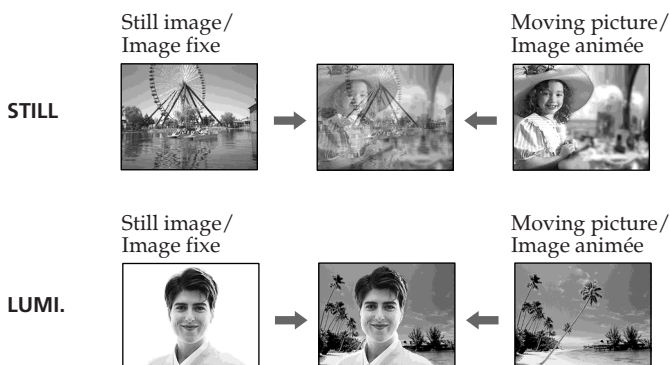 Still image/
Image fixe
Moving picture/
Image animée
STILL
Still image/
Image fixe
Moving picture/
Image animée
LUMI.